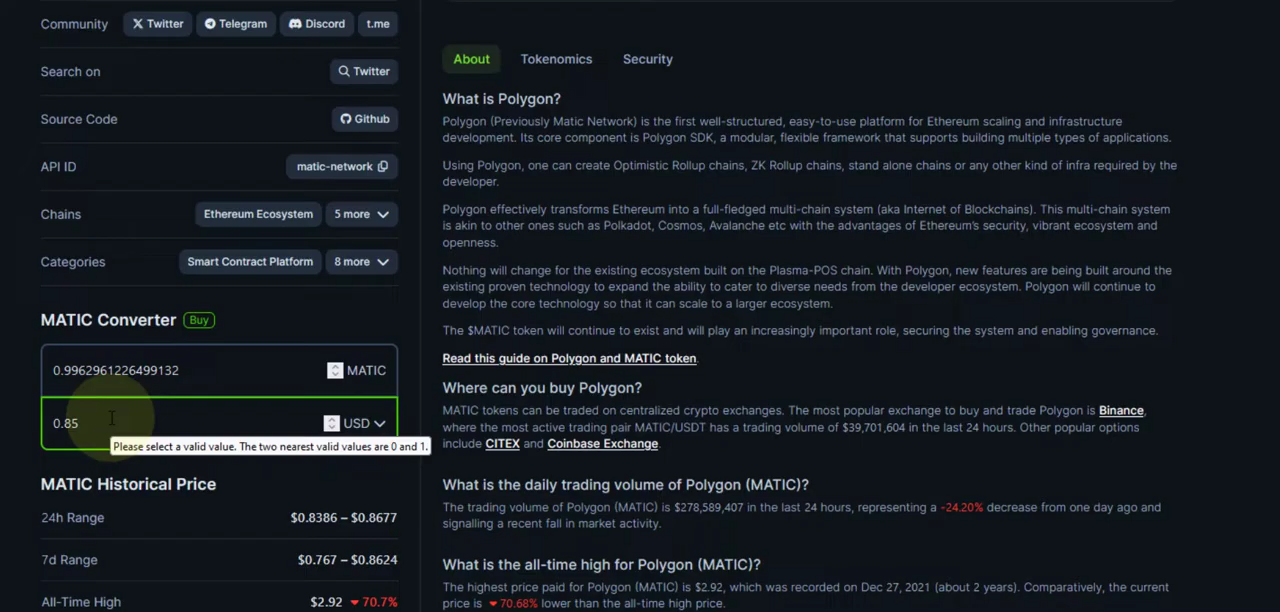 Community Twitter Telegram Discord t.me
Search on Twitter
Source Code Github
API ID matic-network
Chains Ethereum Ecosystem 5 more
Categories Smart Contract Platform 8 more
MATIC Converter Buy
0.9962961226499132 MATIC
0.85 USD
Please select a valid value. The two nearest valid values are 0 and 1.
MATIC Historical Price
24h Range $0.8386 – $0.8677
7d Range $0.767 – $0.8624
All-Time High $2.92 70.7%
About Tokenomics Security
What is Polygon?
Polygon (Previously Matic Network) is the first well-structured, easy-to-use platform for Ethereum scaling and infrastructure
development. Its core component is Polygon SDK, a modular, flexible framework that supports building multiple types of applications.
Using Polygon, one can create Optimistic Rollup chains, ZK Rollup chains, stand alone chains or any other kind of infra required by the
developer.
Polygon effectively transforms Ethereum into a full-fledged multi-chain system (aka Internet of Blockchains). This multi-chain system
is akin to other ones such as Polkadot, Cosmos, Avalanche etc with the advantages of Ethereum's security, vibrant ecosystem and
openness.
Nothing will change for the existing ecosystem built on the Plasma-POS chain. With Polygon, new features are being built around the
existing proven technology to expand the ability to cater to diverse needs from the developer ecosystem. Polygon will continue to
develop the core technology so that it can scale to a larger ecosystem.
The $MATIC token will continue to exist and will play an increasingly important role, securing the system and enabling governance.
Read this guide on Polygon and MATIC token.
Where can you buy Polygon?
MATIC tokens can be traded on centralized crypto exchanges. The most popular exchange to buy and trade Polygon is Binance,
where the most active trading pair MATIC/USDT has a trading volume of $39,701,604 in the last 24 hours. Other popular options
include CITEX and Coinbase Exchange.
What is the daily trading volume of Polygon (MATIC)?
The trading volume of Polygon (MATIC) is $278,589,407 in the last 24 hours, representing a -24.20% decrease from one day ago and
signalling a recent fall in market activity.
What is the all-time high for Polygon (MATIC)?
The highest price paid for Polygon (MATIC) is $2.92, which was recorded on Dec 27, 2021 (about 2 years). Comparatively, the current
price is 70.68% lower than the all-time high price.